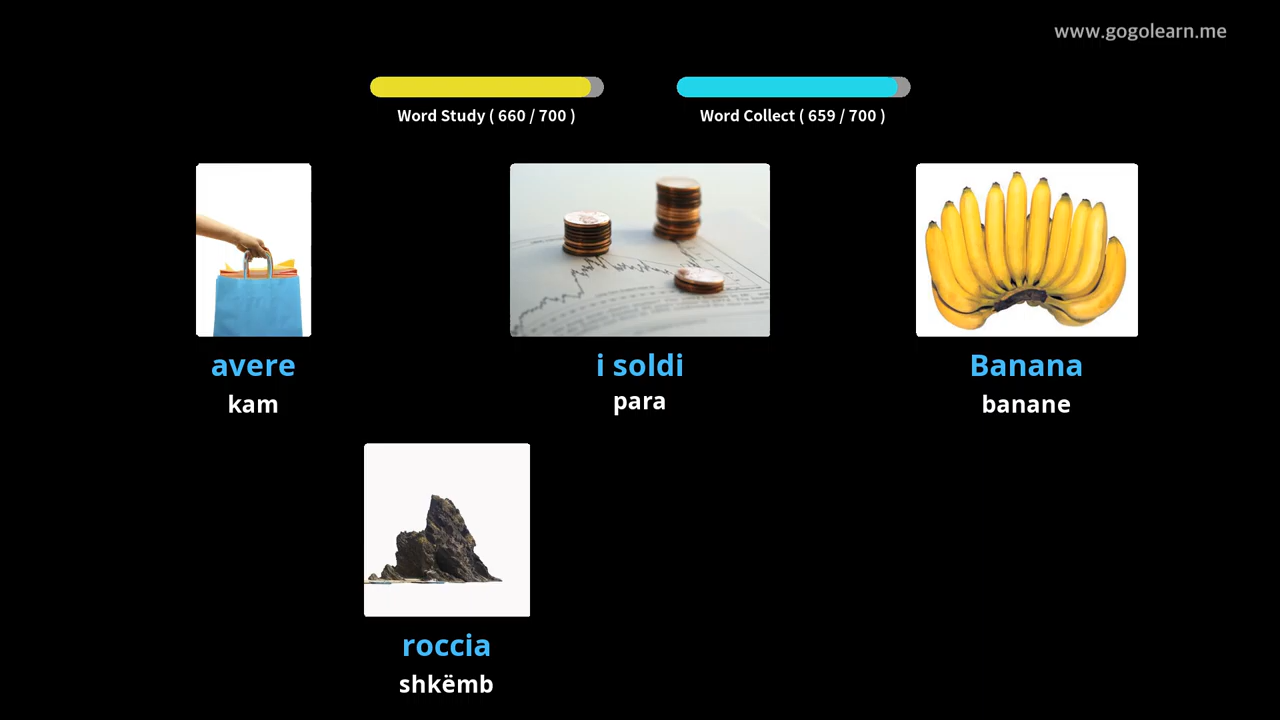 www.gogolearn.me
Word Study ( 660 / 700 )
Word Collect ( 659 / 700 )
avere
kam
i soldi
para
Banana
banane
roccia
shkëmb